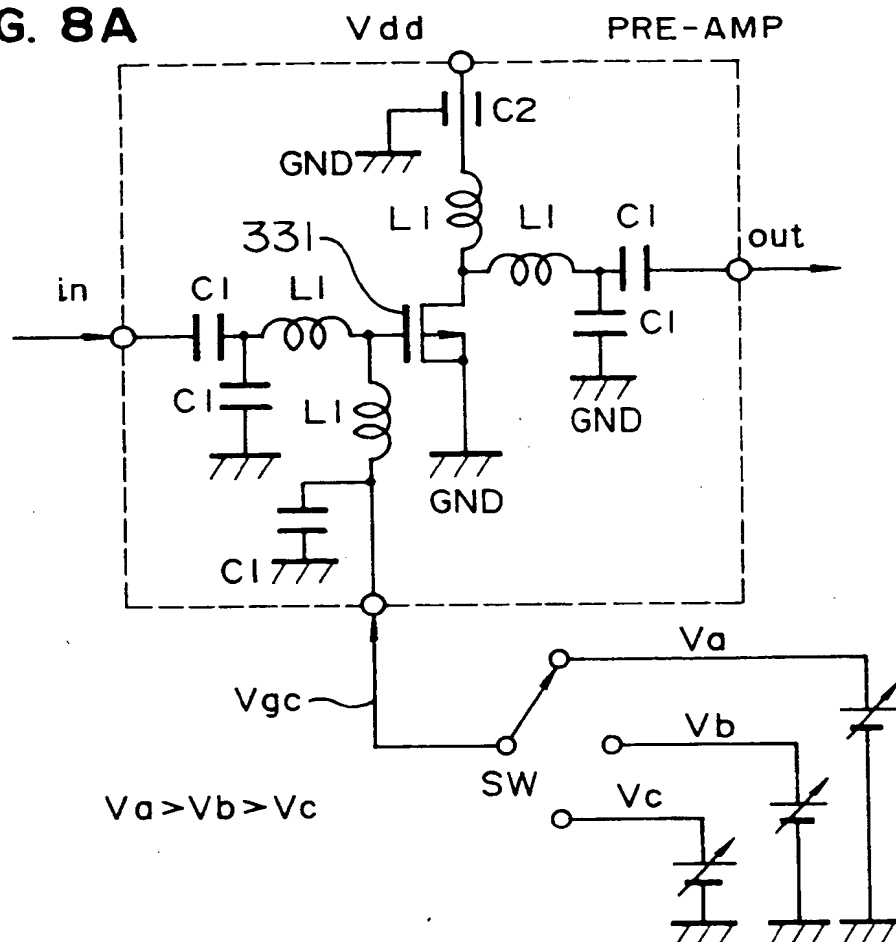 G. 8A
Vdd
PRE-AMP
C2
GND
L1
L1
C1
out
331
in
C1
L1
C1
C1
L1
GND
GND
C1
Va
Vgc
Vb
SW
Vc
Va>Vb>Vc